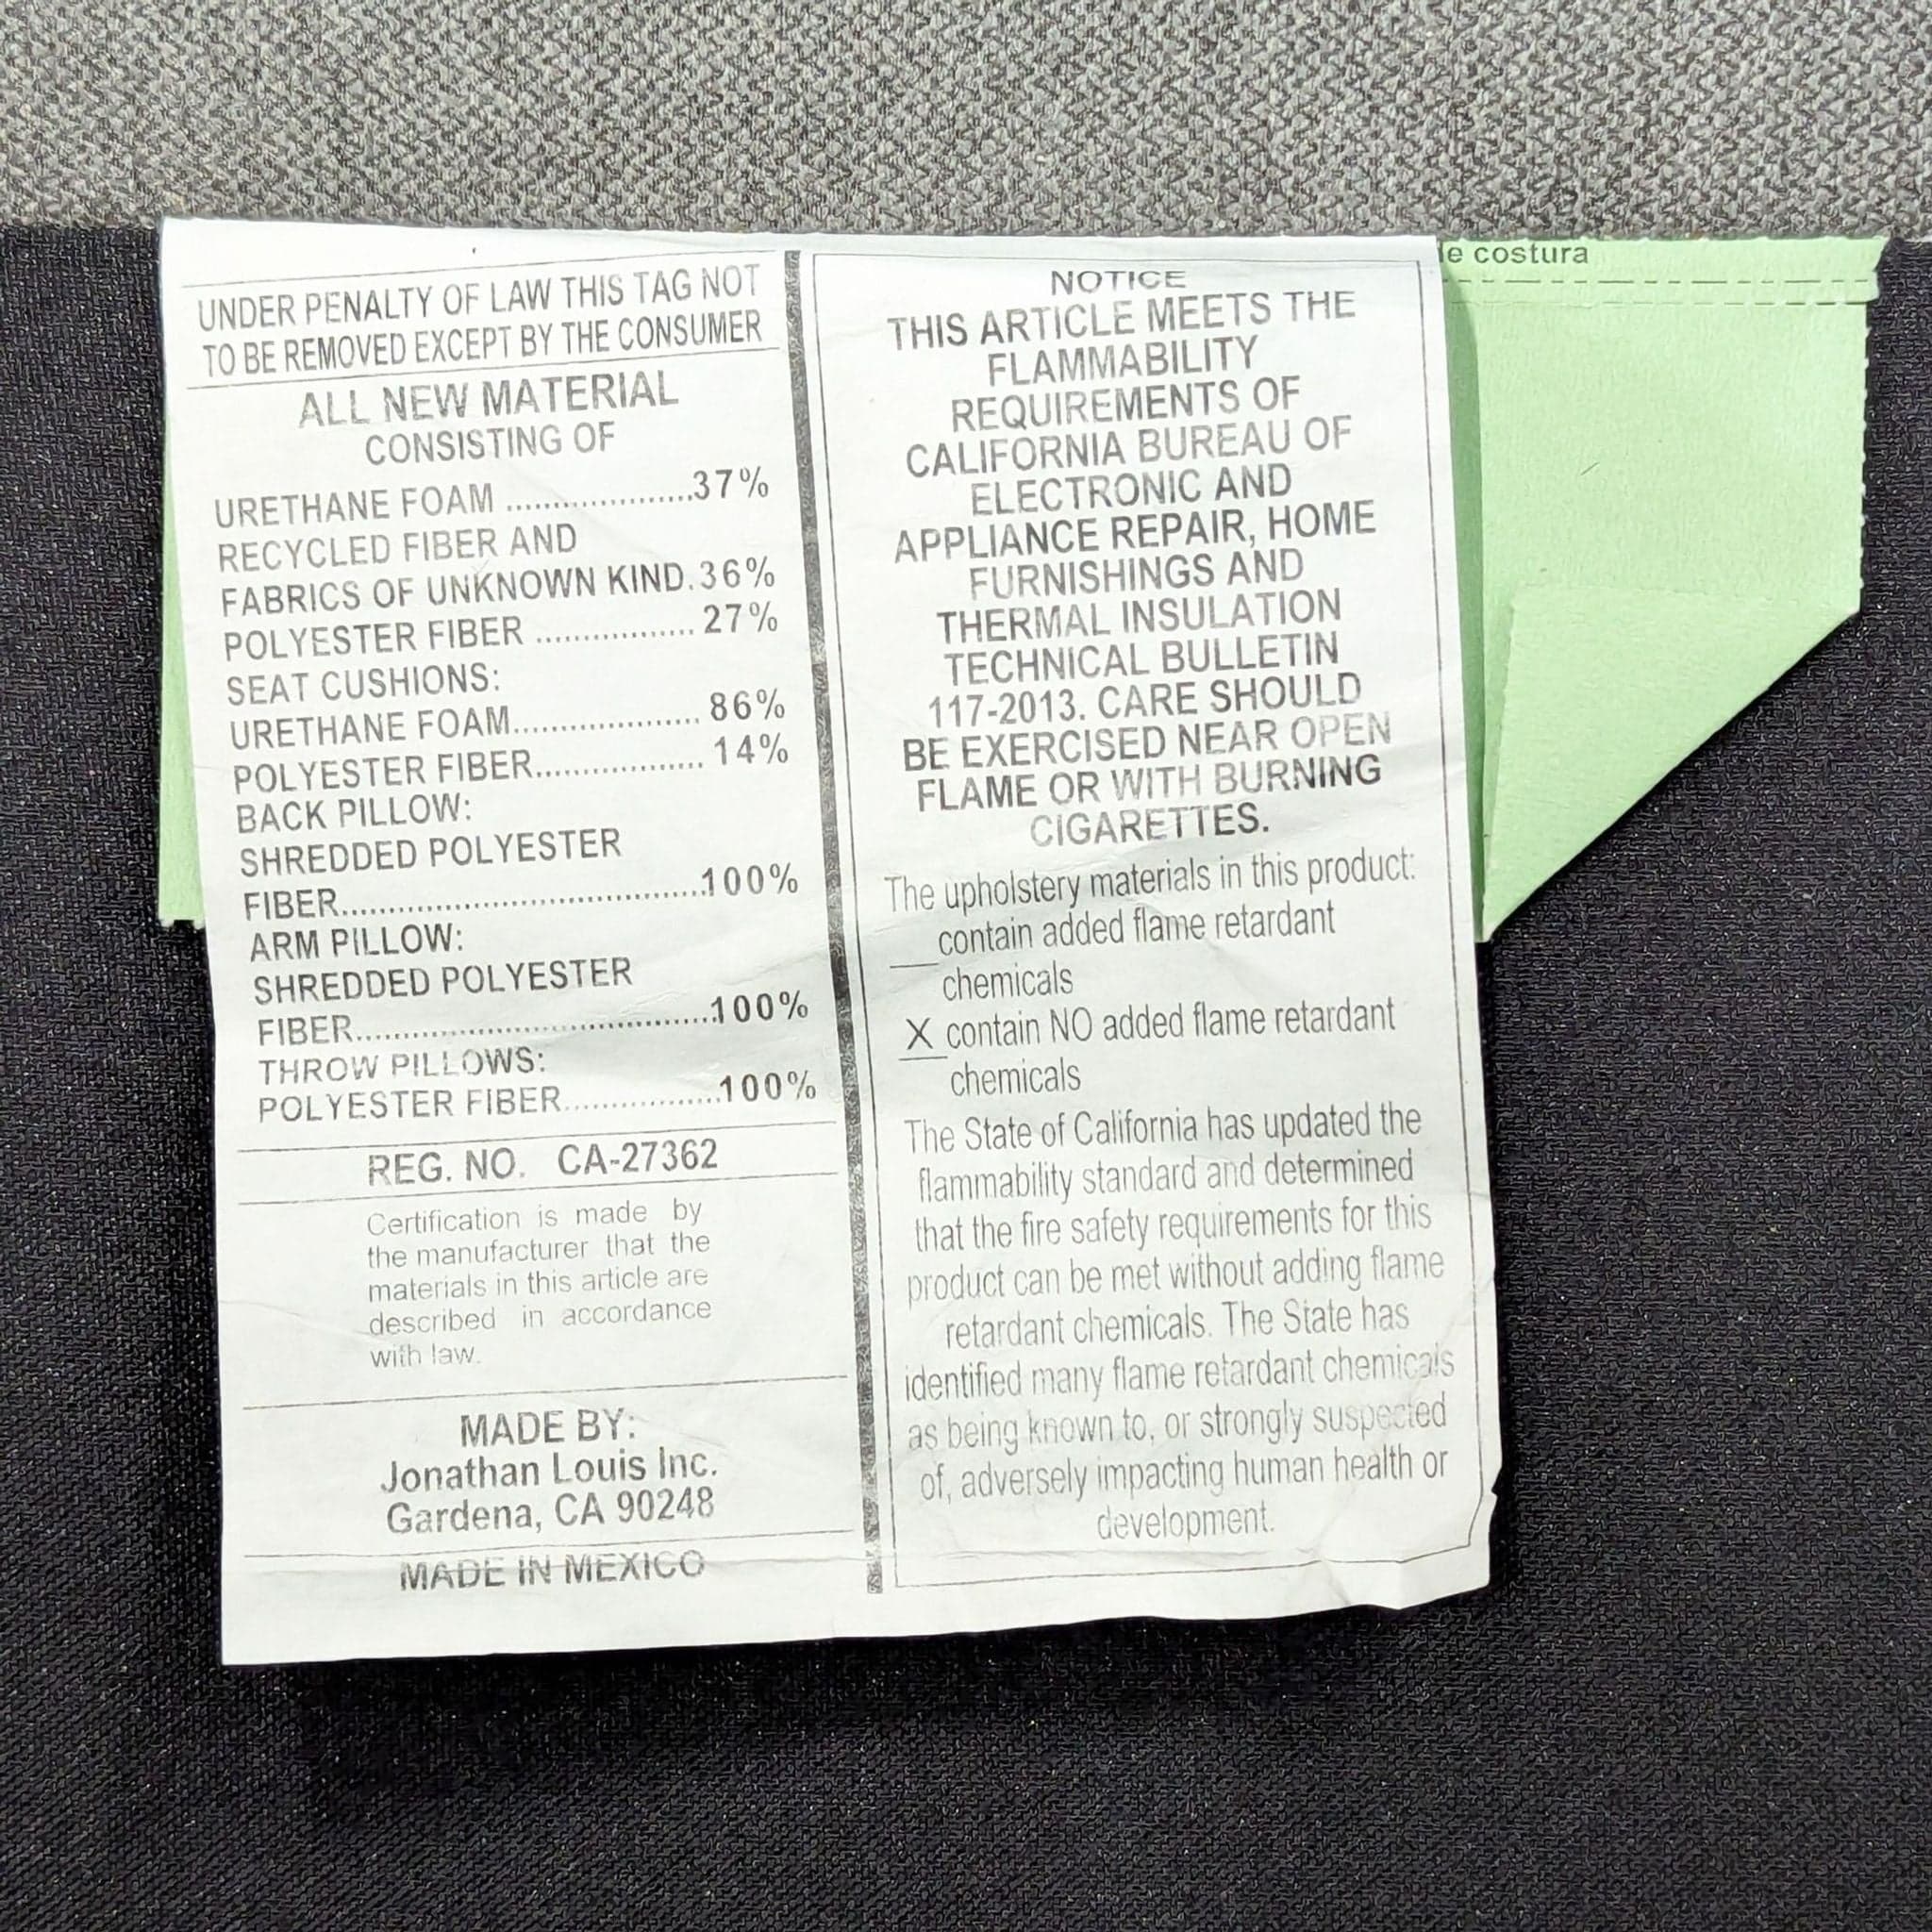 UNDER PENALTY OF LAW THIS TAG NOT
TO BE REMOVED EXCEPT BY THE CONSUMER
ALL NEW MATERIAL
CONSISTING OF
URETHANE FOAM ....................37%
RECYCLED FIBER AND
FABRICS OF UNKNOWN KIND.36%
POLYESTER FIBER ................. 27%
SEAT CUSHIONS:
URETHANE FOAM.................... 86%
POLYESTER FIBER.................. 14%
BACK PILLOW:
SHREDDED POLYESTER
FIBER.......................................100%
ARM PILLOW:
SHREDDED POLYESTER
FIBER.......................................100%
THROW PILLOWS:
POLYESTER FIBER.................100%
REG. NO. CA-27362
Certification is made by
the manufacturer that the
materials in this article are
described in accordance
with law.
MADE BY:
Jonathan Louis Inc.
Gardena, CA 90248
MADE IN MEXICO
NOTICE
THIS ARTICLE MEETS THE
FLAMMABILITY
REQUIREMENTS OF
CALIFORNIA BUREAU OF
ELECTRONIC AND
APPLIANCE REPAIR, HOME
FURNISHINGS AND
THERMAL INSULATION
TECHNICAL BULLETIN
117-2013. CARE SHOULD
BE EXERCISED NEAR OPEN
FLAME OR WITH BURNING
CIGARETTES.
The upholstery materials in this product:
__contain added flame retardant
chemicals
X contain NO added flame retardant
chemicals
The State of California has updated the
flammability standard and determined
that the fire safety requirements for this
product can be met without adding flame
retardant chemicals. The State has
identified many flame retardant chemicals
as being known to, or strongly suspected
of, adversely impacting human health or
development.
e costura